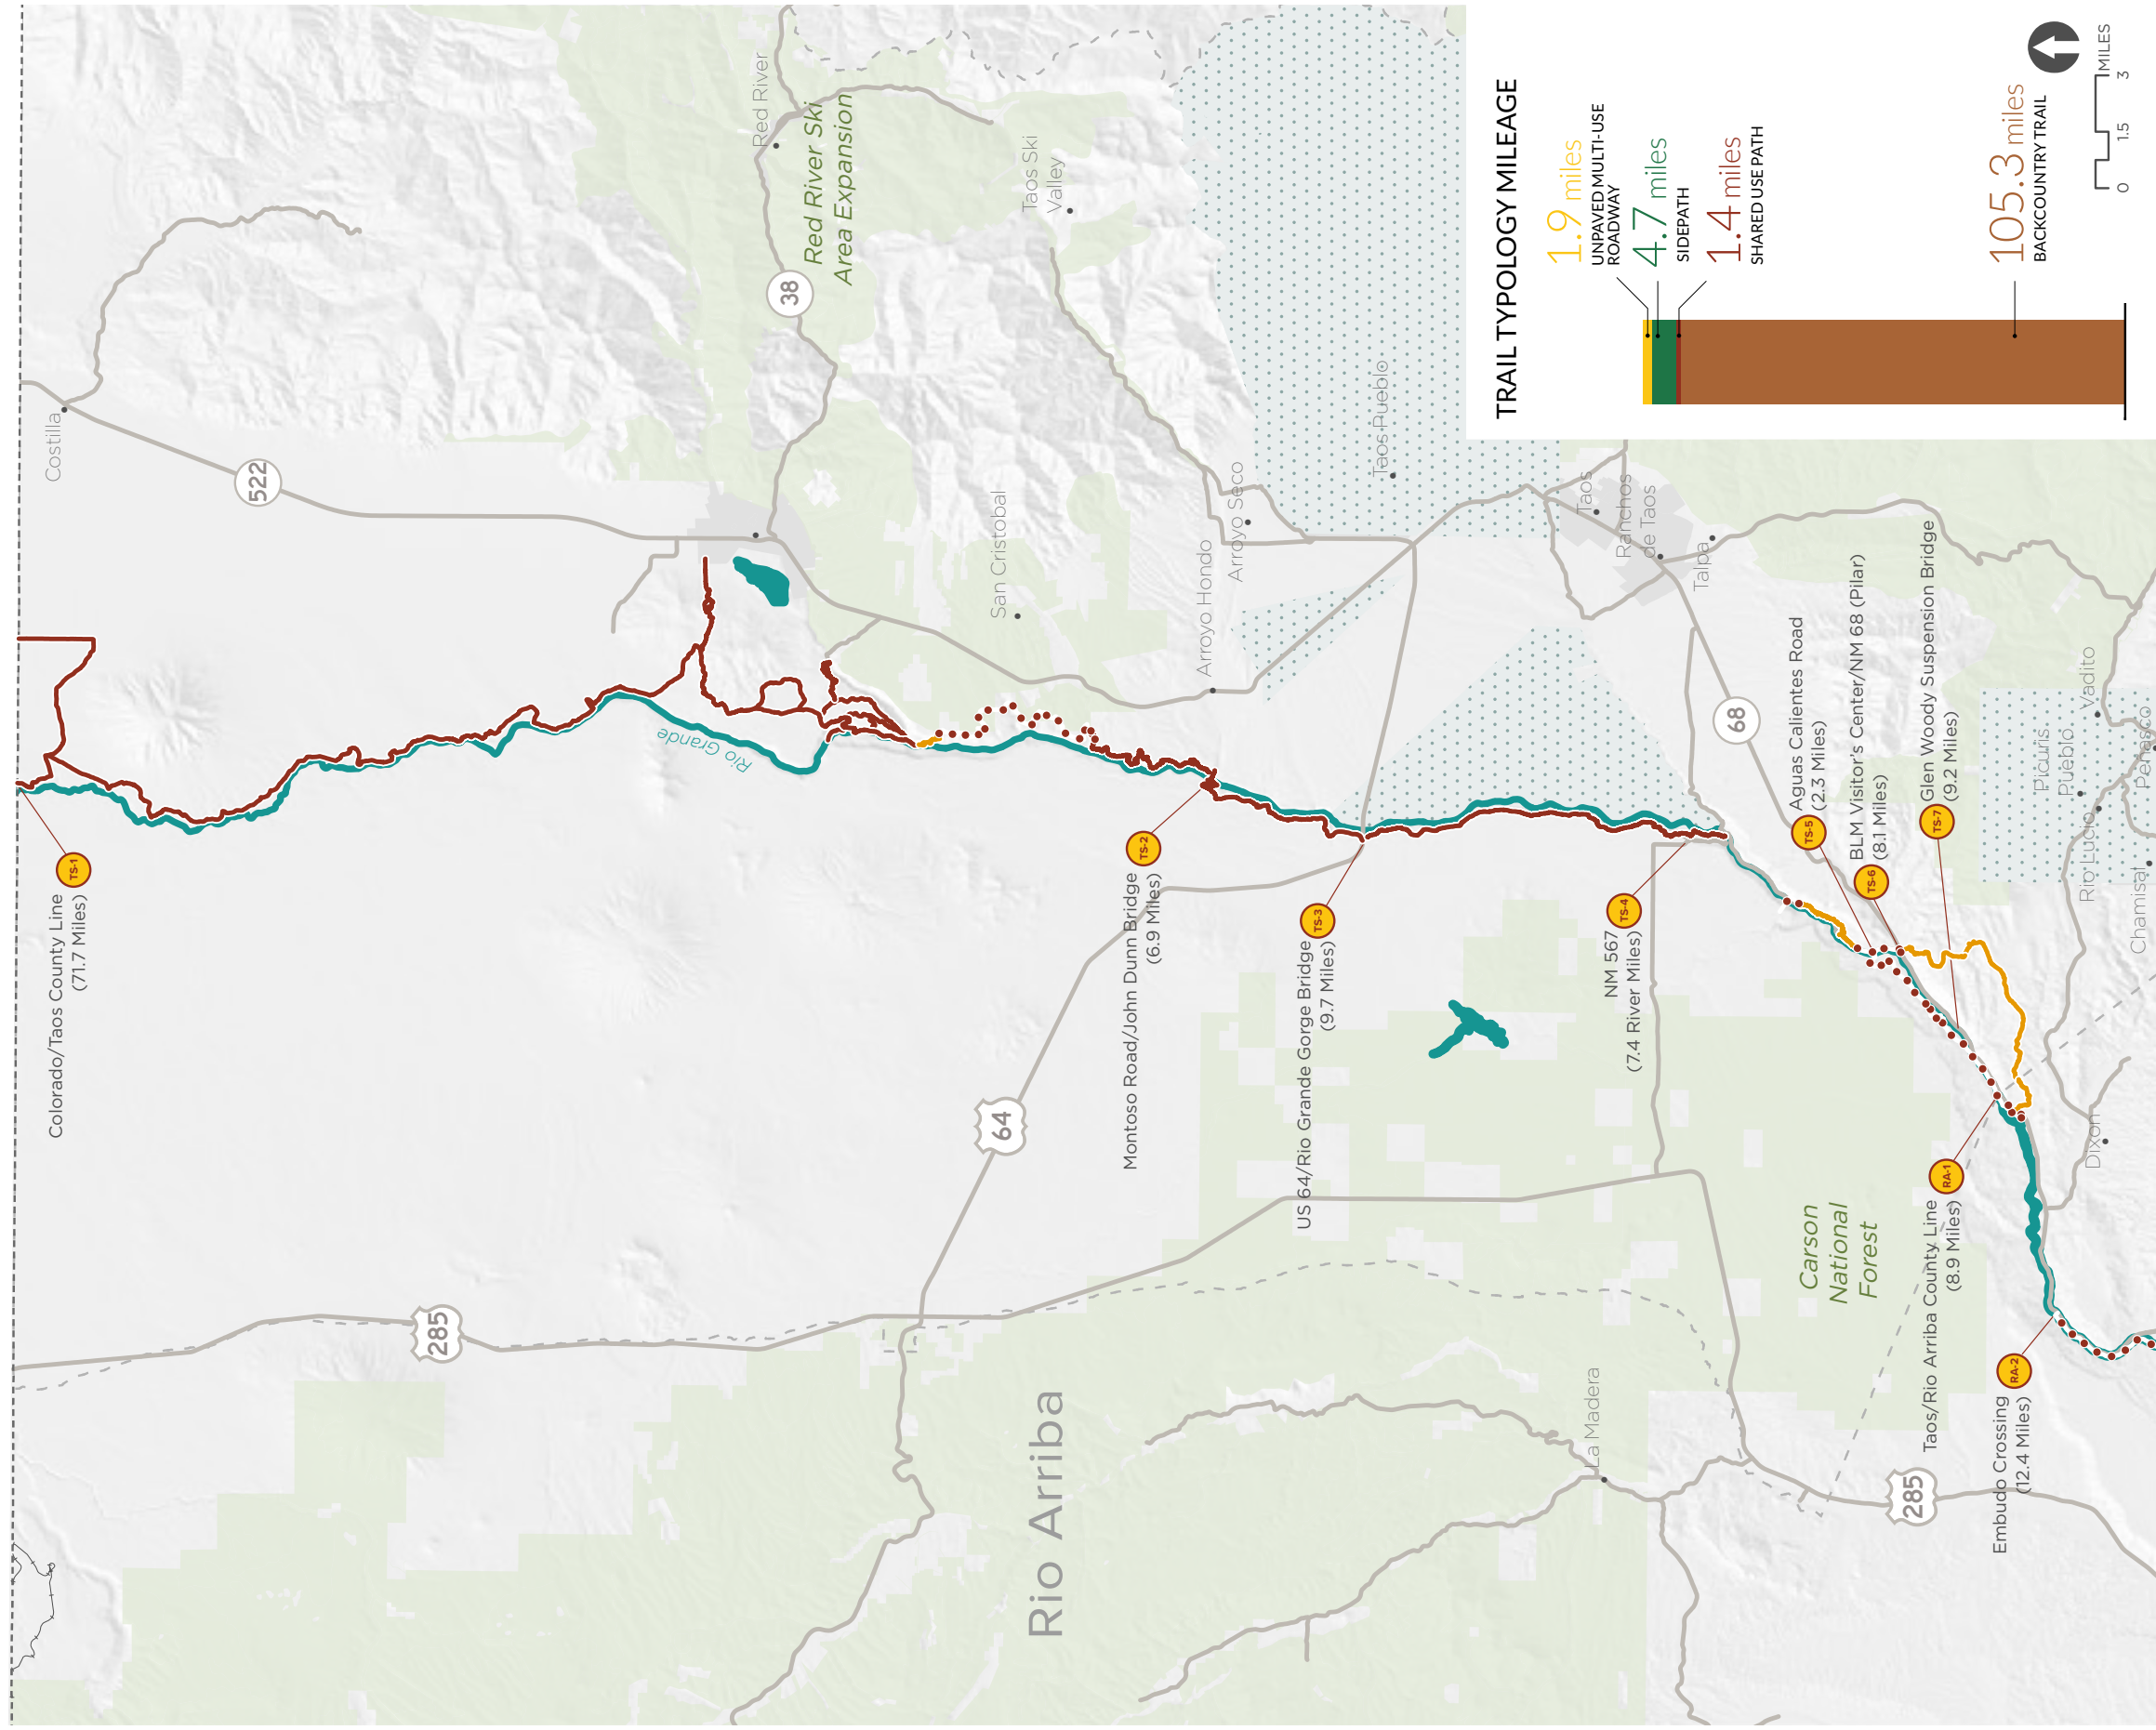 Costilla
522
Red River
Red River Ski
Area Expansion
38
Taos Ski
Valley
San Cristobal
Arroyo Hondo
Arroyo Seco
Taos Pueblo
Taos
Ranchos
de Taos
Talpa
68
Rio Grande
Colorado/Taos County Line
(71.7 Miles)
TS-1
Montoso Road/John Dunn Bridge
(6.9 Miles)
TS-2
US 64/Rio Grande Gorge Bridge
(9.7 Miles)
TS-3
NM 567
(7.4 River Miles)
TS-4
Aguas Calientes Road
(2.3 Miles)
TS-5
BLM Visitor's Center/NM 68 (Pilar)
(8.1 Miles)
TS-6
Glen Woody Suspension Bridge
(9.2 Miles)
TS-7
Taos/Rio Arriba County Line
(8.9 Miles)
RA-1
Embudo Crossing
(12.4 Miles)
RA-2
Picuris
Pueblo
Vadito
Rio Lucio
Peñasco
Chamisal
Dixon
64
285
Rio Arriba
La Madera
Carson
National
Forest
285
TRAIL TYPOLOGY MILEAGE
1.9 miles
UNPAVED MULTI-USE
ROADWAY
4.7 miles
SIDEPATH
1.4 miles
SHARED USE PATH
105.3 miles
BACKCOUNTRY TRAIL
0 1.5 3
MILES